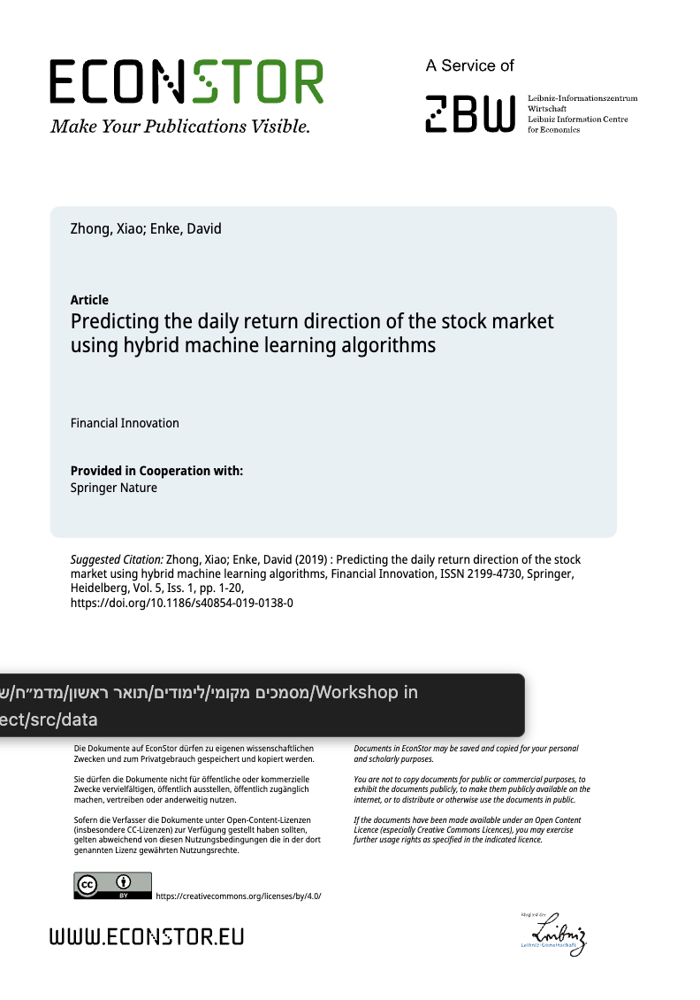 ECONSTOR
Make Your Publications Visible.
A Service of
ZBW
Leibniz-Informationszentrum
Wirtschaft
Leibniz Information Centre
for Economics
Zhong, Xiao; Enke, David
Article
Predicting the daily return direction of the stock market
using hybrid machine learning algorithms
Financial Innovation
Provided in Cooperation with:
Springer Nature
Suggested Citation: Zhong, Xiao; Enke, David (2019) : Predicting the daily return direction of the stock
market using hybrid machine learning algorithms, Financial Innovation, ISSN 2199-4730, Springer,
Heidelberg, Vol. 5, Iss. 1, pp. 1-20,
https://doi.org/10.1186/s40854-019-0138-0
מסמכים מקומי/לימודים/תואר ראשון/מדמ״ח/ש/Workshop in
ect/src/data
Die Dokumente auf EconStor dürfen zu eigenen wissenschaftlichen
Zwecken und zum Privatgebrauch gespeichert und kopiert werden.
Sie dürfen die Dokumente nicht für öffentliche oder kommerzielle
Zwecke vervielfältigen, öffentlich ausstellen, öffentlich zugänglich
machen, vertreiben oder anderweitig nutzen.
Sofern die Verfasser die Dokumente unter Open-Content-Lizenzen
(insbesondere CC-Lizenzen) zur Verfügung gestellt haben sollten,
gelten abweichend von diesen Nutzungsbedingungen die in der dort
genannten Lizenz gewährten Nutzungsrechte.
Documents in EconStor may be saved and copied for your personal
and scholarly purposes.
You are not to copy documents for public or commercial purposes, to
exhibit the documents publicly, to make them publicly available on the
internet, or to distribute or otherwise use the documents in public.
If the documents have been made available under an Open Content
Licence (especially Creative Commons Licences), you may exercise
further usage rights as specified in the indicated licence.
cc
BY
https://creativecommons.org/licenses/by/4.0/
WWW.ECONSTOR.EU
Mitglied der
Leibniz
Leibniz-Gemeinschaft